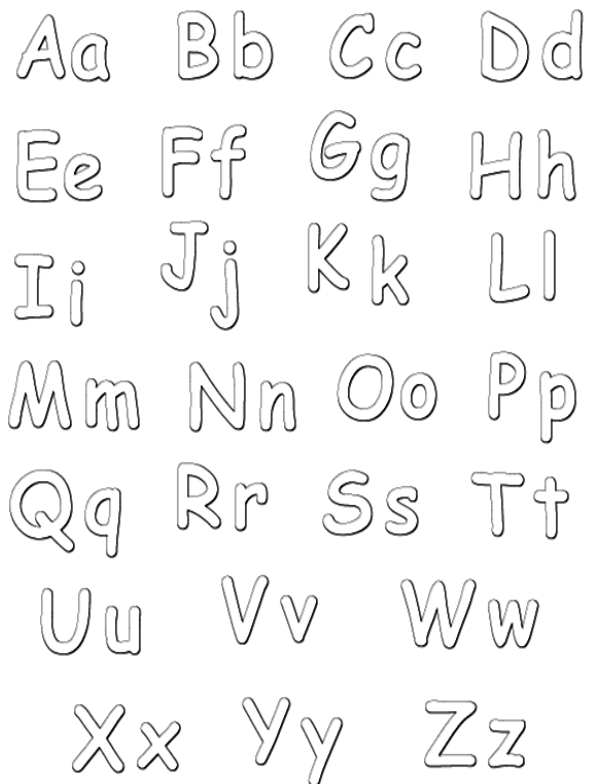 Aa Bb Cc Dd
Ee Ff Gg Hh
Ii Jj Kk Ll
Mm Nn Oo Pp
Qq Rr Ss Tt
Uu Vv Ww
Xx Yy Zz